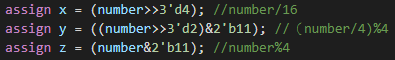 assign x = (number>>3'd4); //number/16
assign y = ((number>>3'd2)&2'b11); //（number/4)%4
assign z = (number&2'b11); //number%4